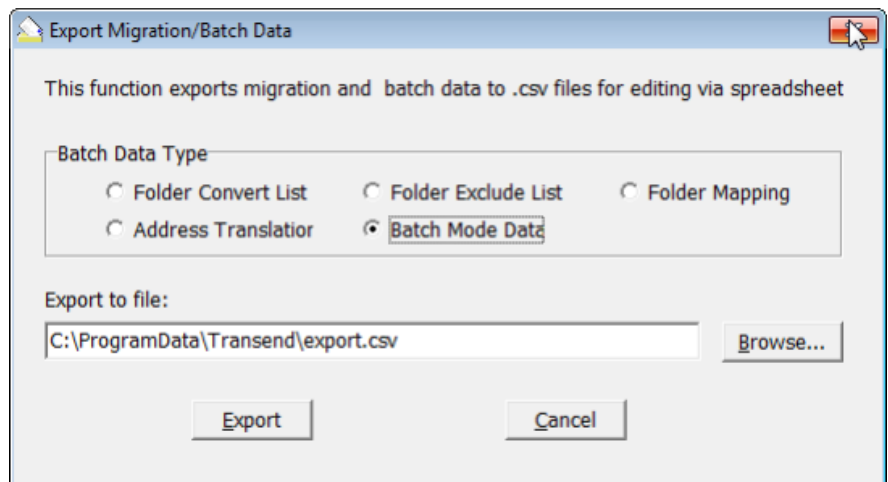 Export Migration/Batch Data
This function exports migration and batch data to .csv files for editing via spreadsheet
Batch Data Type
Folder Convert List Folder Exclude List Folder Mapping
Address Translatior Batch Mode Data
Export to file:
C:\ProgramData\Transend\export.csv Browse...
Export Cancel